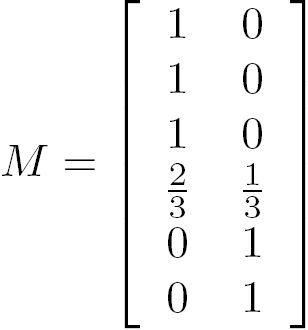 M = [ 1 0
1 0
1 0
2/3 1/3
0 1
0 1 ]